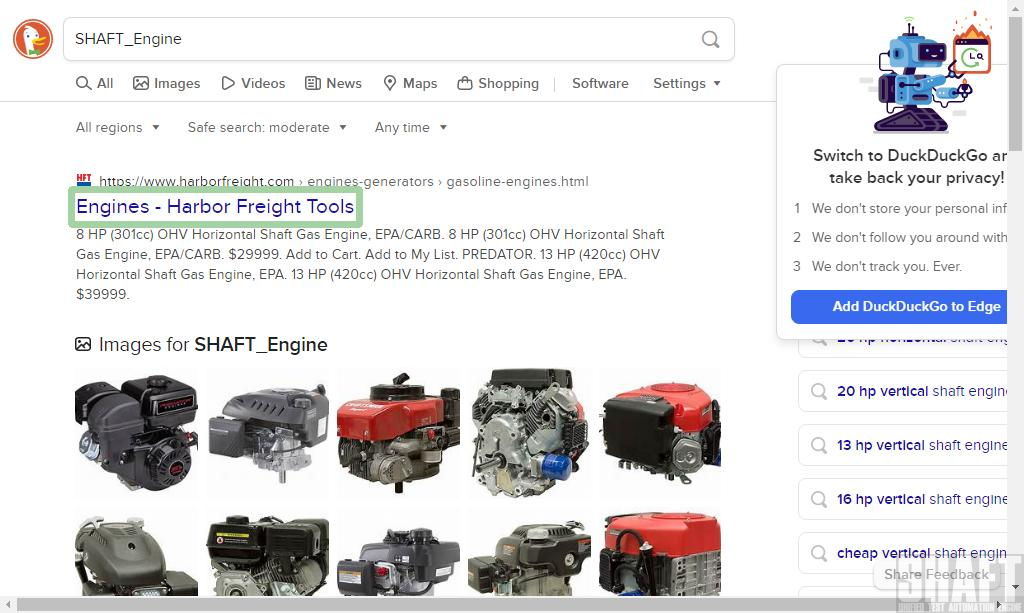 SHAFT_Engine
All Images Videos News Maps Shopping Software Settings
All regions Safe search: moderate Any time
HFT https://www.harborfreight.com › engines-generators › gasoline-engines.html
Engines - Harbor Freight Tools
8 HP (301cc) OHV Horizontal Shaft Gas Engine, EPA/CARB. 8 HP (301cc) OHV Horizontal Shaft
Gas Engine, EPA/CARB. $29999. Add to Cart. Add to My List. PREDATOR. 13 HP (420cc) OHV
Horizontal Shaft Gas Engine, EPA. 13 HP (420cc) OHV Horizontal Shaft Gas Engine, EPA.
$39999.
Images for SHAFT_Engine
Switch to DuckDuckGo an
take back your privacy!
1 We don't store your personal inf
2 We don't follow you around with
3 We don't track you. Ever.
Add DuckDuckGo to Edge
20 hp horizontal shaft eng
20 hp vertical shaft engine
13 hp vertical shaft engine
16 hp vertical shaft engine
cheap vertical shaft engin
Share Feedback
SHAFT